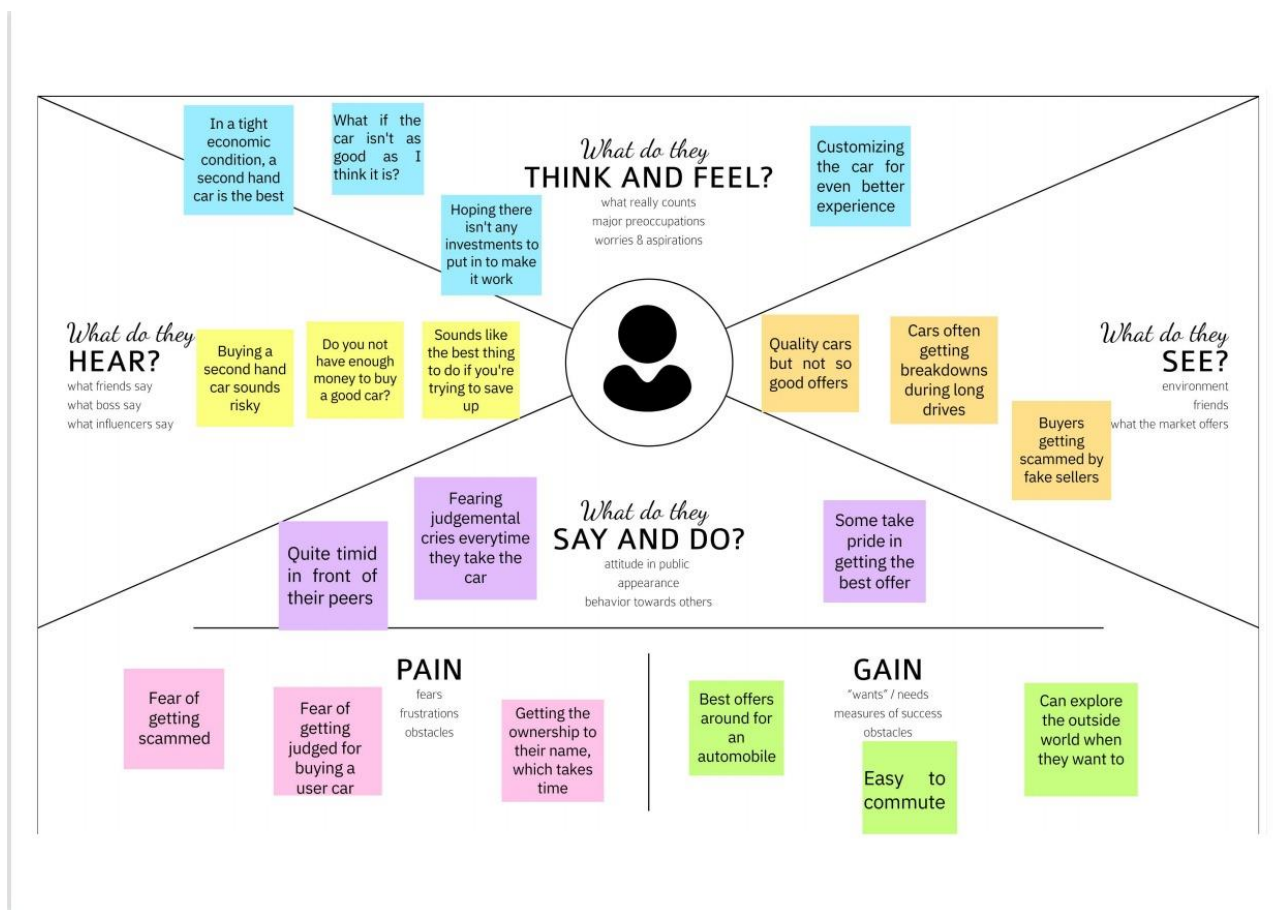 In a tight
economic
condition, a
second hand
car is the best
What if the
car isn't as
good as I
think it is?
Hoping there
isn't any
investments to
put in to make
it work
What do they
THINK AND FEEL?
what really counts
major preoccupations
worries & aspirations
Customizing
the car for
even better
experience
What do they
HEAR?
what friends say
what boss say
what influencers say
Buying a
second hand
car sounds
risky
Do you not
have enough
money to buy
a good car?
Sounds like
the best thing
to do if you're
trying to save
up
Quality cars
but not so
good offers
Cars often
getting
breakdowns
during long
drives
Buyers
getting
scammed by
fake sellers
What do they
SEE?
environment
friends
what the market offers
Quite timid
in front of
their peers
Fearing
judgemental
cries everytime
they take the
car
What do they
SAY AND DO?
attitude in public
appearance
behavior towards others
Some take
pride in
getting the
best offer
PAIN
fears
frustrations
obstacles
Fear of
getting
scammed
Fear of
getting
judged for
buying a
user car
Getting the
ownership to
their name,
which takes
time
GAIN
"wants" / needs
measures of success
obstacles
Best offers
around for
an
automobile
Easy to
commute
Can explore
the outside
world when
they want to